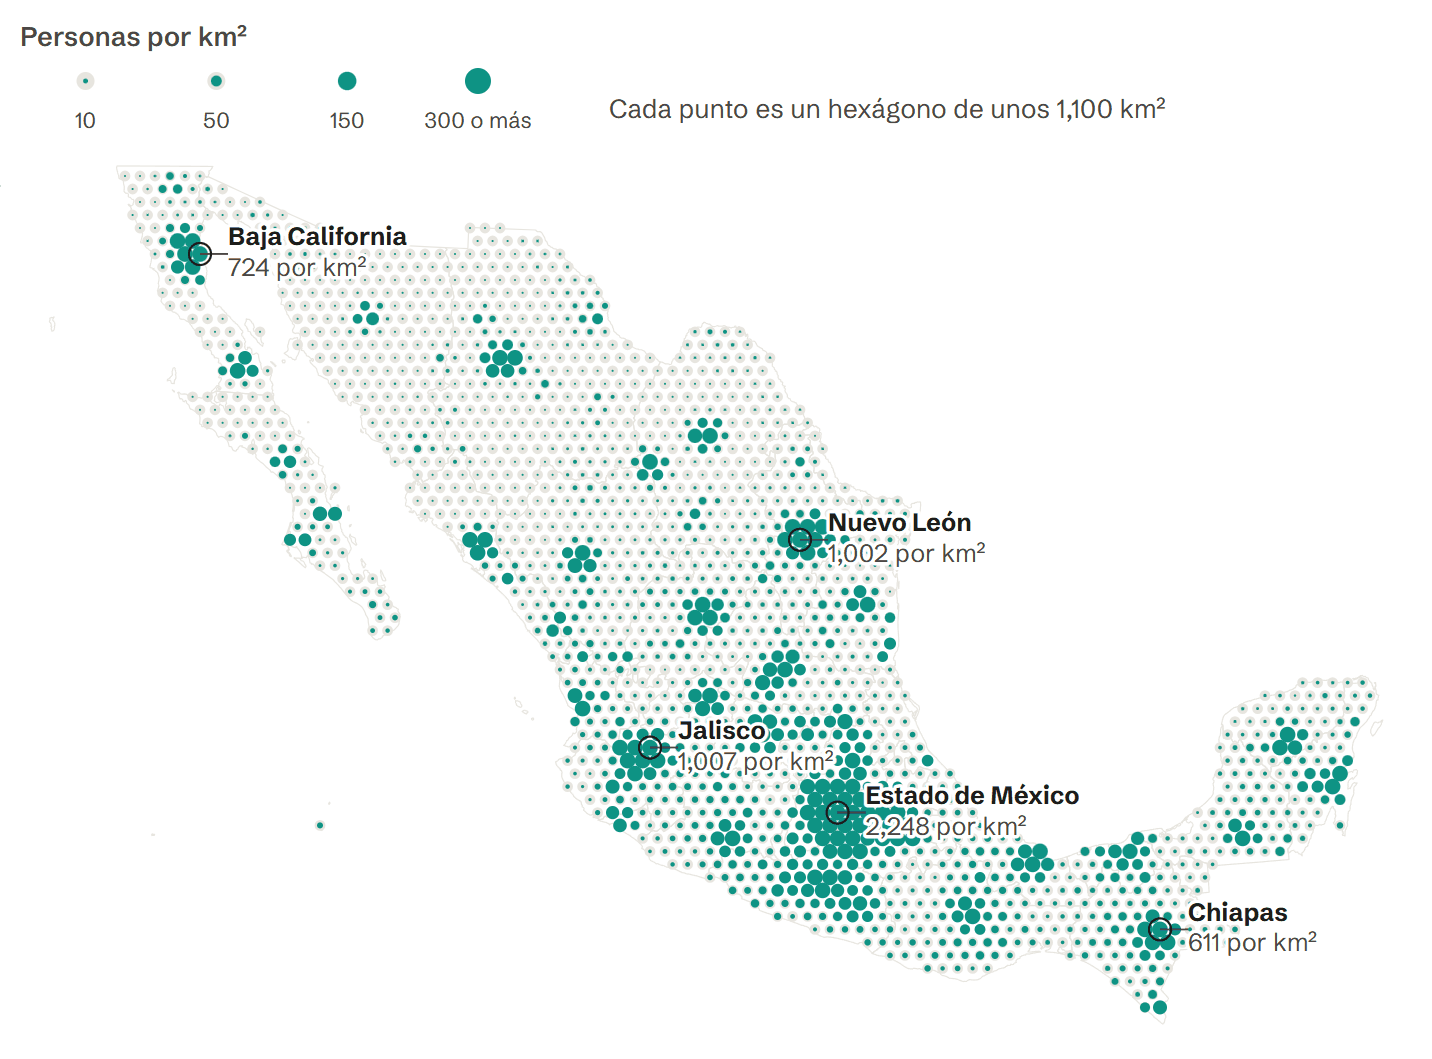 Personas por km²
10
50
150
300 o más
Cada punto es un hexágono de unos 1,100 km²
Baja California
724 por km²
Nuevo León
1,002 por km²
Jalisco
1,007 por km²
Estado de México
2,248 por km²
Chiapas
611 por km²